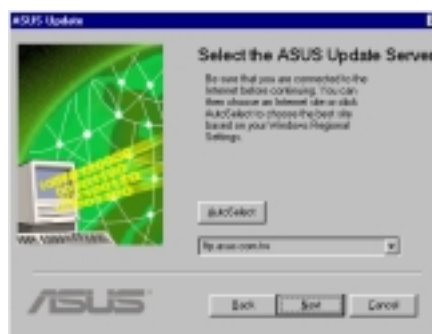 ASUS Update
Select the ASUS Update Server
Be sure that you are connected to the
Internet before continuing. You can
then choose an Internet site or click
AutoSelect to choose the best site
based on your Windows Regional
Settings.
AutoSelect
ftp.asus.com.tw
ASUS
Back
Next
Cancel